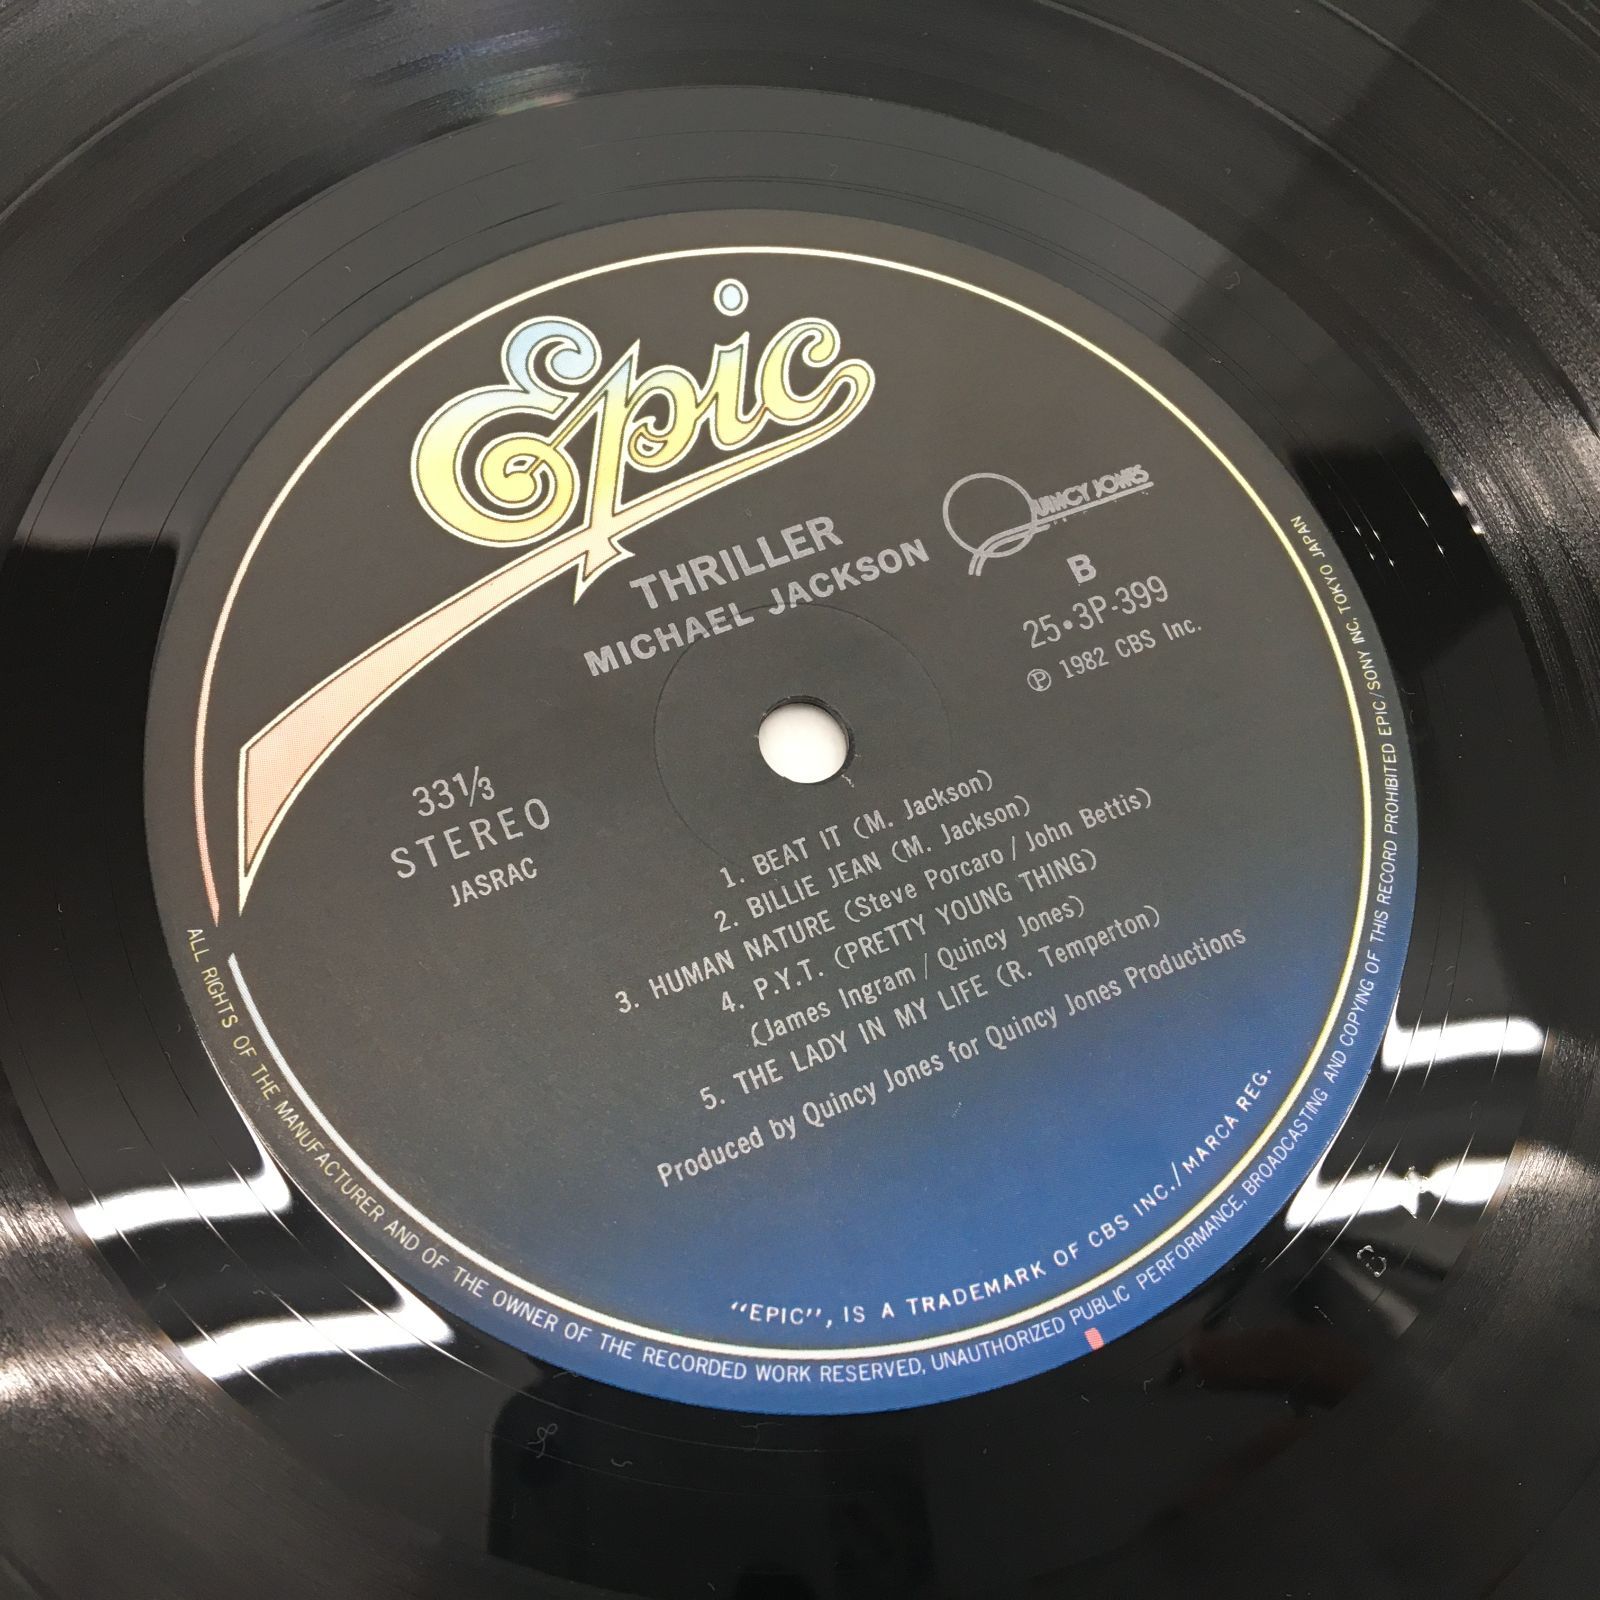 Epic
THRILLER
MICHAEL JACKSON
QUINCY JONES
B
25•3P-399
Ⓟ 1982 CBS Inc.
33⅓
STEREO
JASRAC
1. BEAT IT (M. Jackson)
2. BILLIE JEAN (M. Jackson)
3. HUMAN NATURE (Steve Porcaro / John Bettis)
4. P.Y.T. (PRETTY YOUNG THING)
(James Ingram / Quincy Jones)
5. THE LADY IN MY LIFE (R. Temperton)
Produced by Quincy Jones for Quincy Jones Productions
"EPIC", IS A TRADEMARK OF CBS INC./MARCA REG.
ALL RIGHTS OF THE MANUFACTURER AND OF THE OWNER OF THE RECORDED WORK RESERVED, UNAUTHORIZED PUBLIC PERFORMANCE, BROADCASTING AND COPYING OF THIS RECORD PROHIBITED EPIC/SONY INC. TOKYO JAPAN